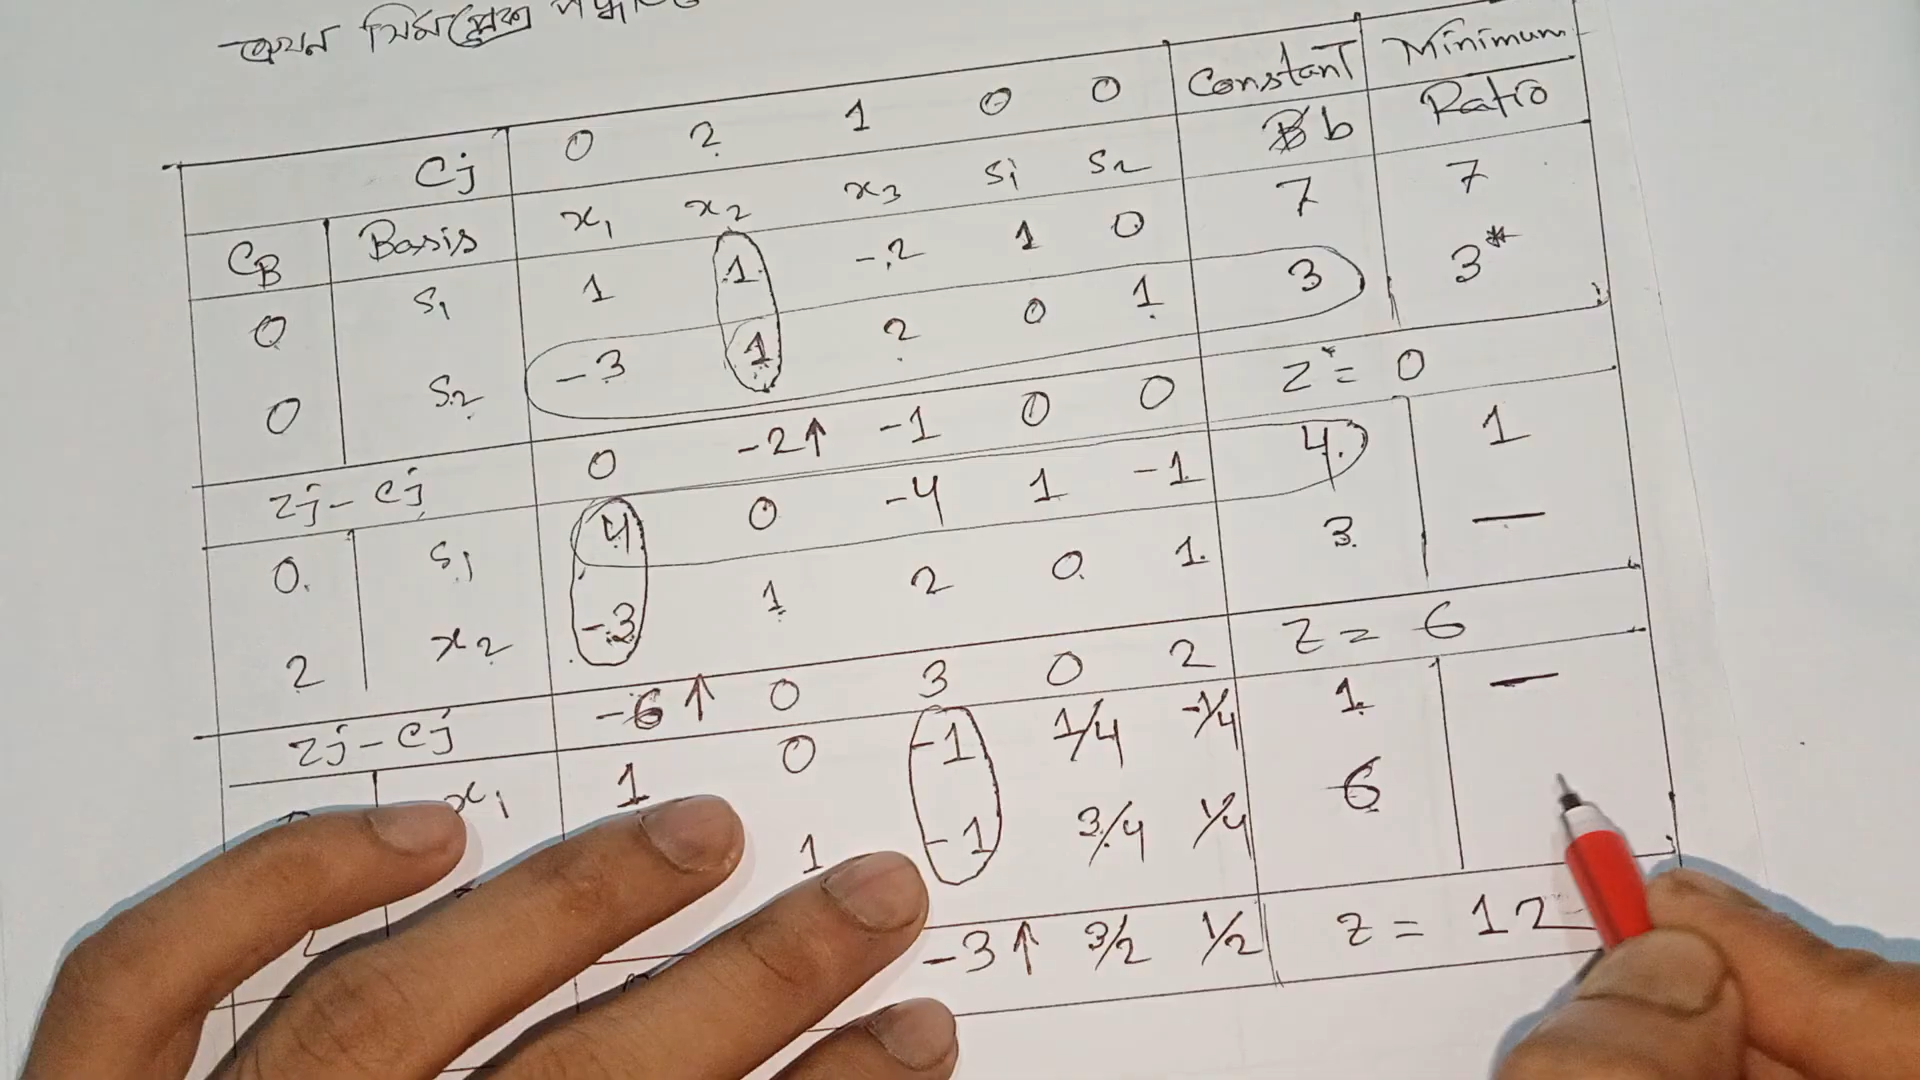 এখন সিমপ্লেক্স
Cj 0 2 1 0 0 Constant Minimum
CB Basis x₁ x₂ x₃ s₁ s₂ b Ratio
0 s₁ 1 1 -2 1 0 7 7
0 s₂ -3 1 2 0 1 3 3*
zj-cj 0 -2↑ -1 0 0 z* = 0
0 s₁ 4 0 -4 1 -1 4 1
2 x₂ -3 1 2 0 1 3 —
zj-cj -6↑ 0 3 0 2 z = 6
x₁ 1 0 -1 1/4 -1/4 1 —
1 -1 3/4 1/4 6
-3↑ 3/2 1/2 z = 12